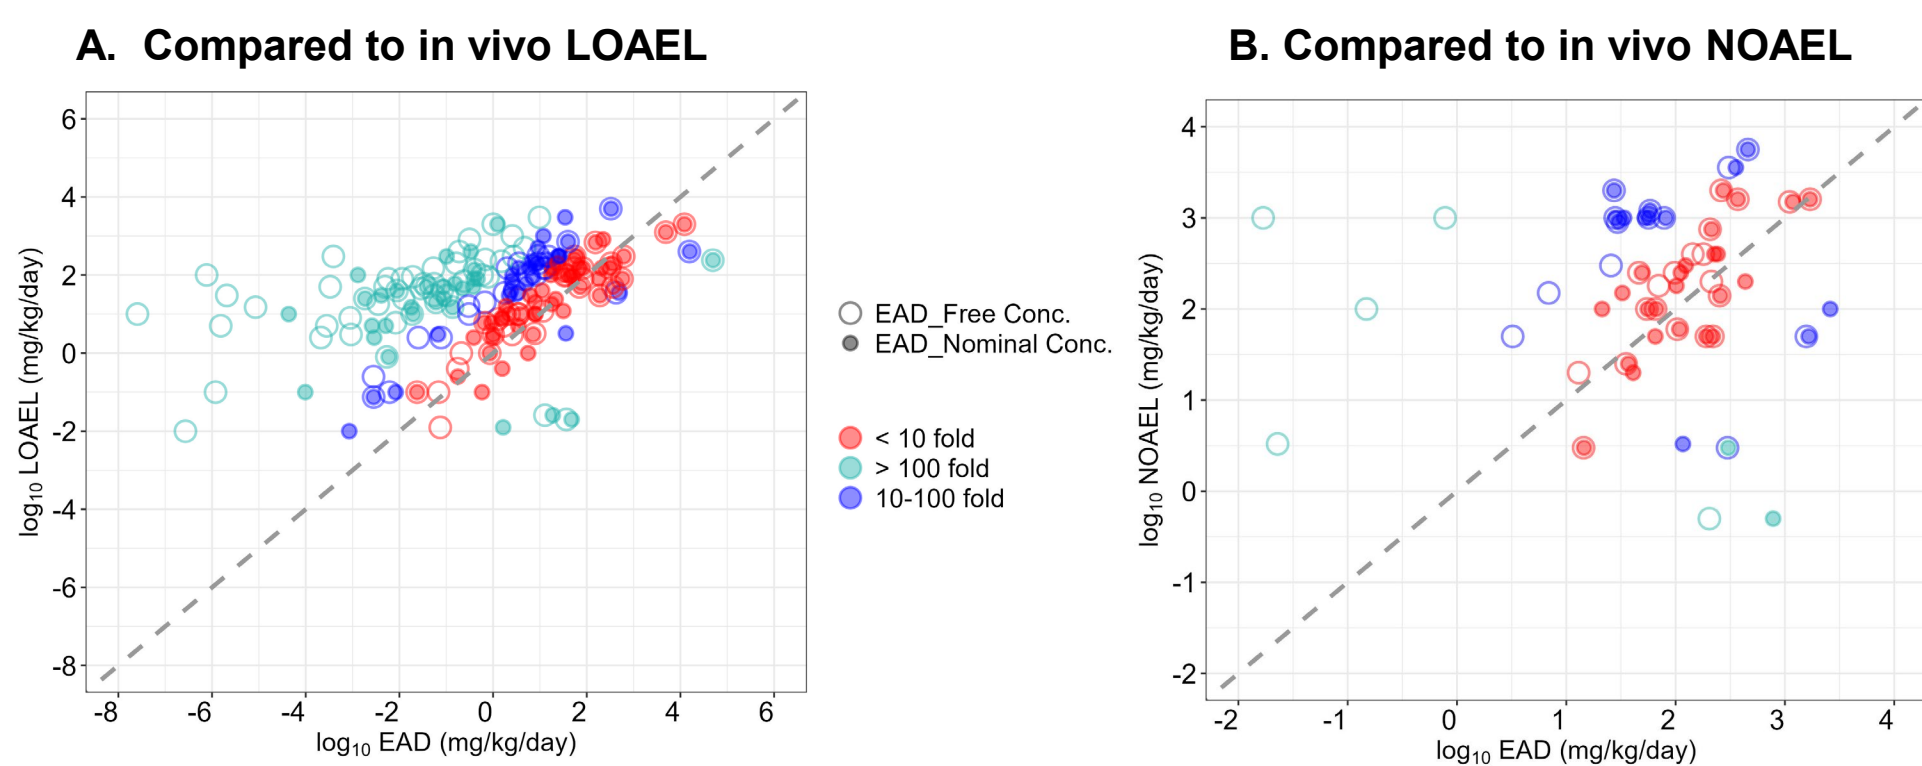 A. Compared to in vivo LOAEL
B. Compared to in vivo NOAEL
log10 LOAEL (mg/kg/day)
6
4
2
0
-2
-4
-6
-8
-8 -6 -4 -2 0 2 4 6
log10 EAD (mg/kg/day)
EAD_Free Conc.
EAD_Nominal Conc.
< 10 fold
> 100 fold
10-100 fold
log10 NOAEL (mg/kg/day)
4
3
2
1
0
-1
-2
-2 -1 0 1 2 3 4
log10 EAD (mg/kg/day)